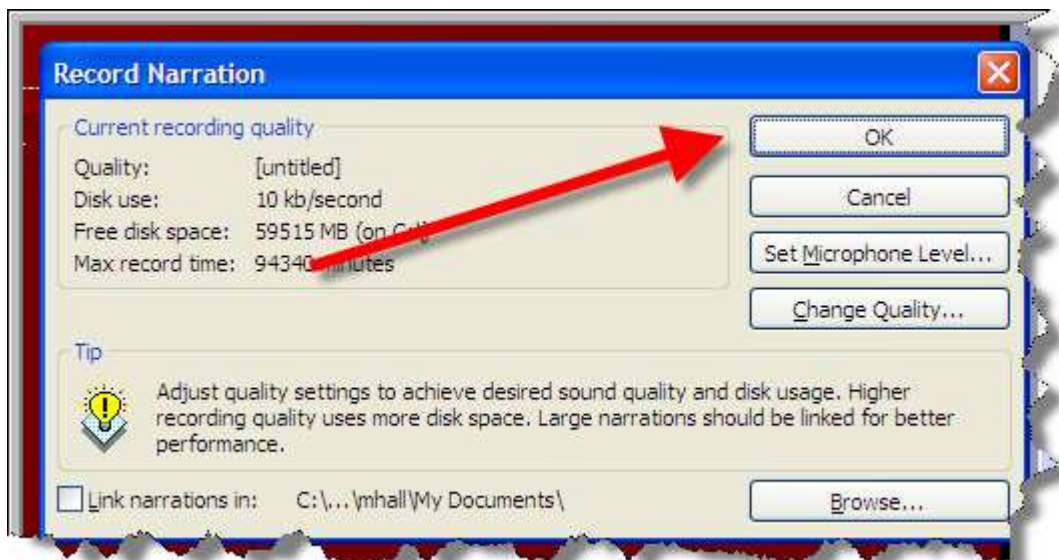 Record Narration
Current recording quality
Quality: [untitled]
Disk use: 10 kb/second
Free disk space: 59515 MB (on
Max record time: 94340 minutes
OK
Cancel
Set Microphone Level...
Change Quality...
Tip
Adjust quality settings to achieve desired sound quality and disk usage. Higher
recording quality uses more disk space. Large narrations should be linked for better
performance.
Link narrations in: C:\...\mhall\My Documents\
Browse...